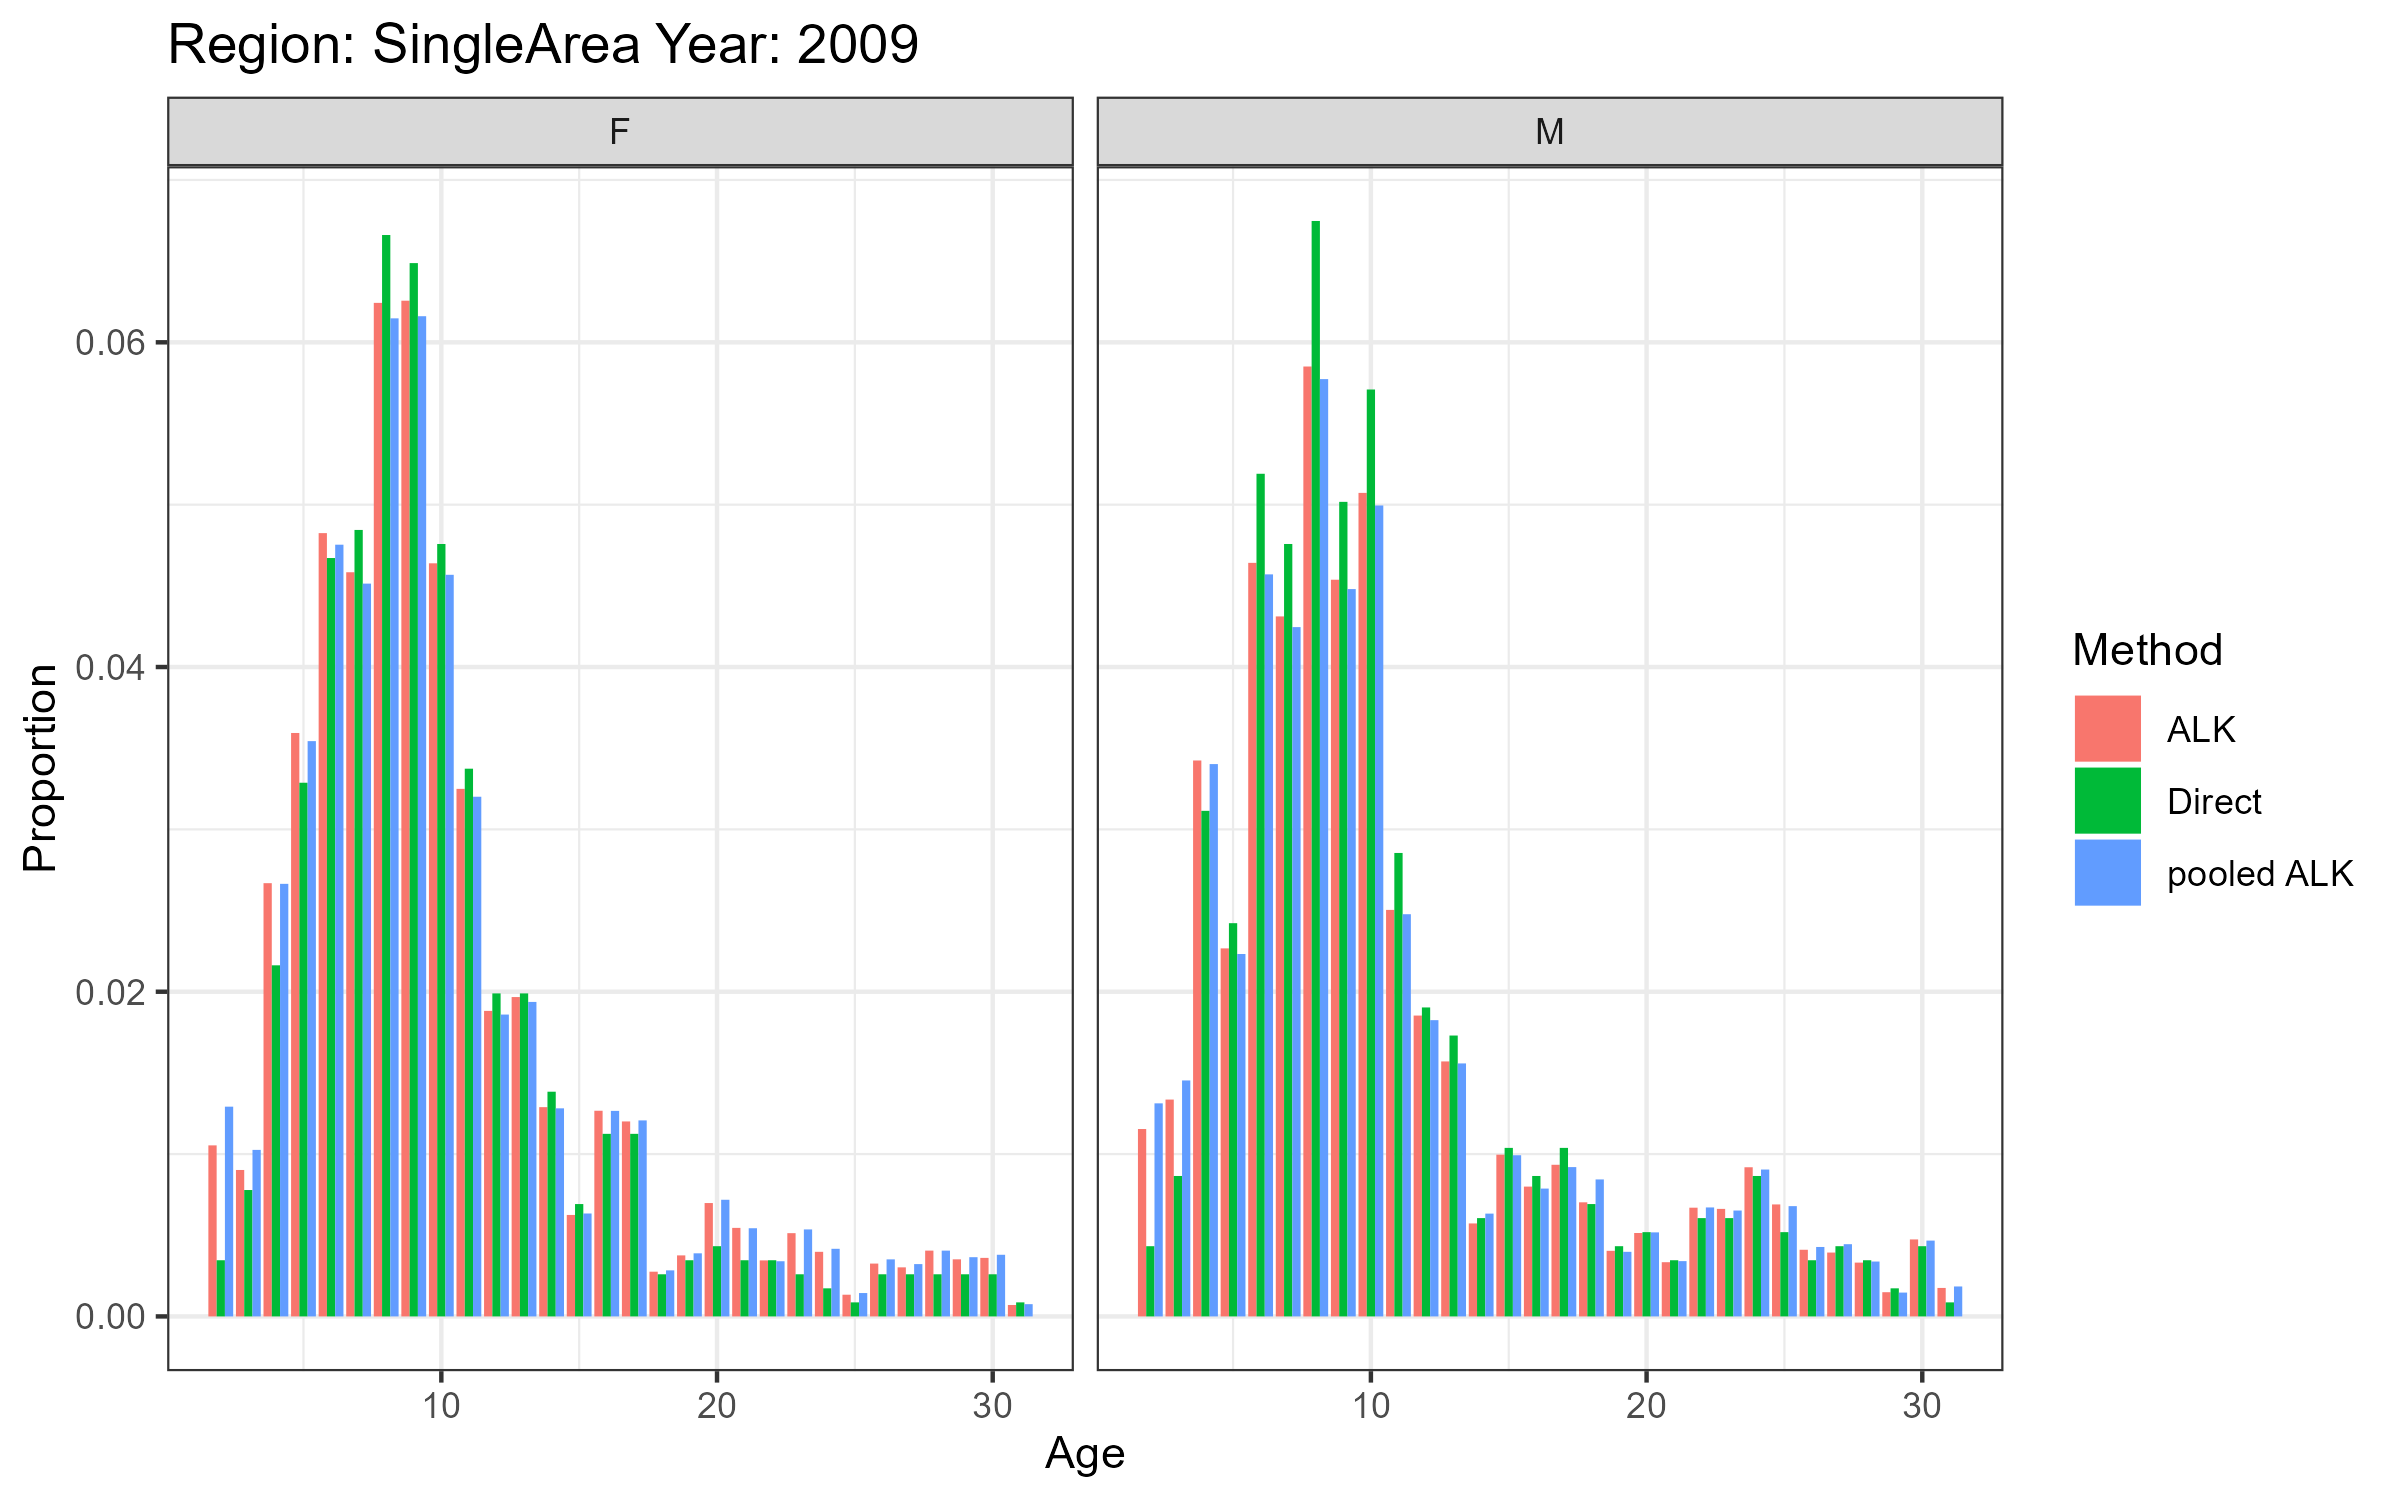 Region: SingleArea Year: 2009
F
M
0.06
0.04
0.02
0.00
Proportion
10
20
30
10
20
30
Age
Method
ALK
Direct
pooled ALK